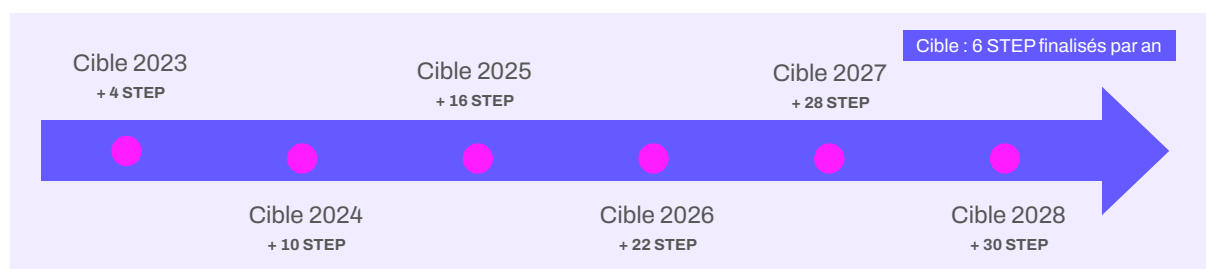 Cible : 6 STEP finalisés par an
Cible 2023
+ 4 STEP
Cible 2024
+ 10 STEP
Cible 2025
+ 16 STEP
Cible 2026
+ 22 STEP
Cible 2027
+ 28 STEP
Cible 2028
+ 30 STEP